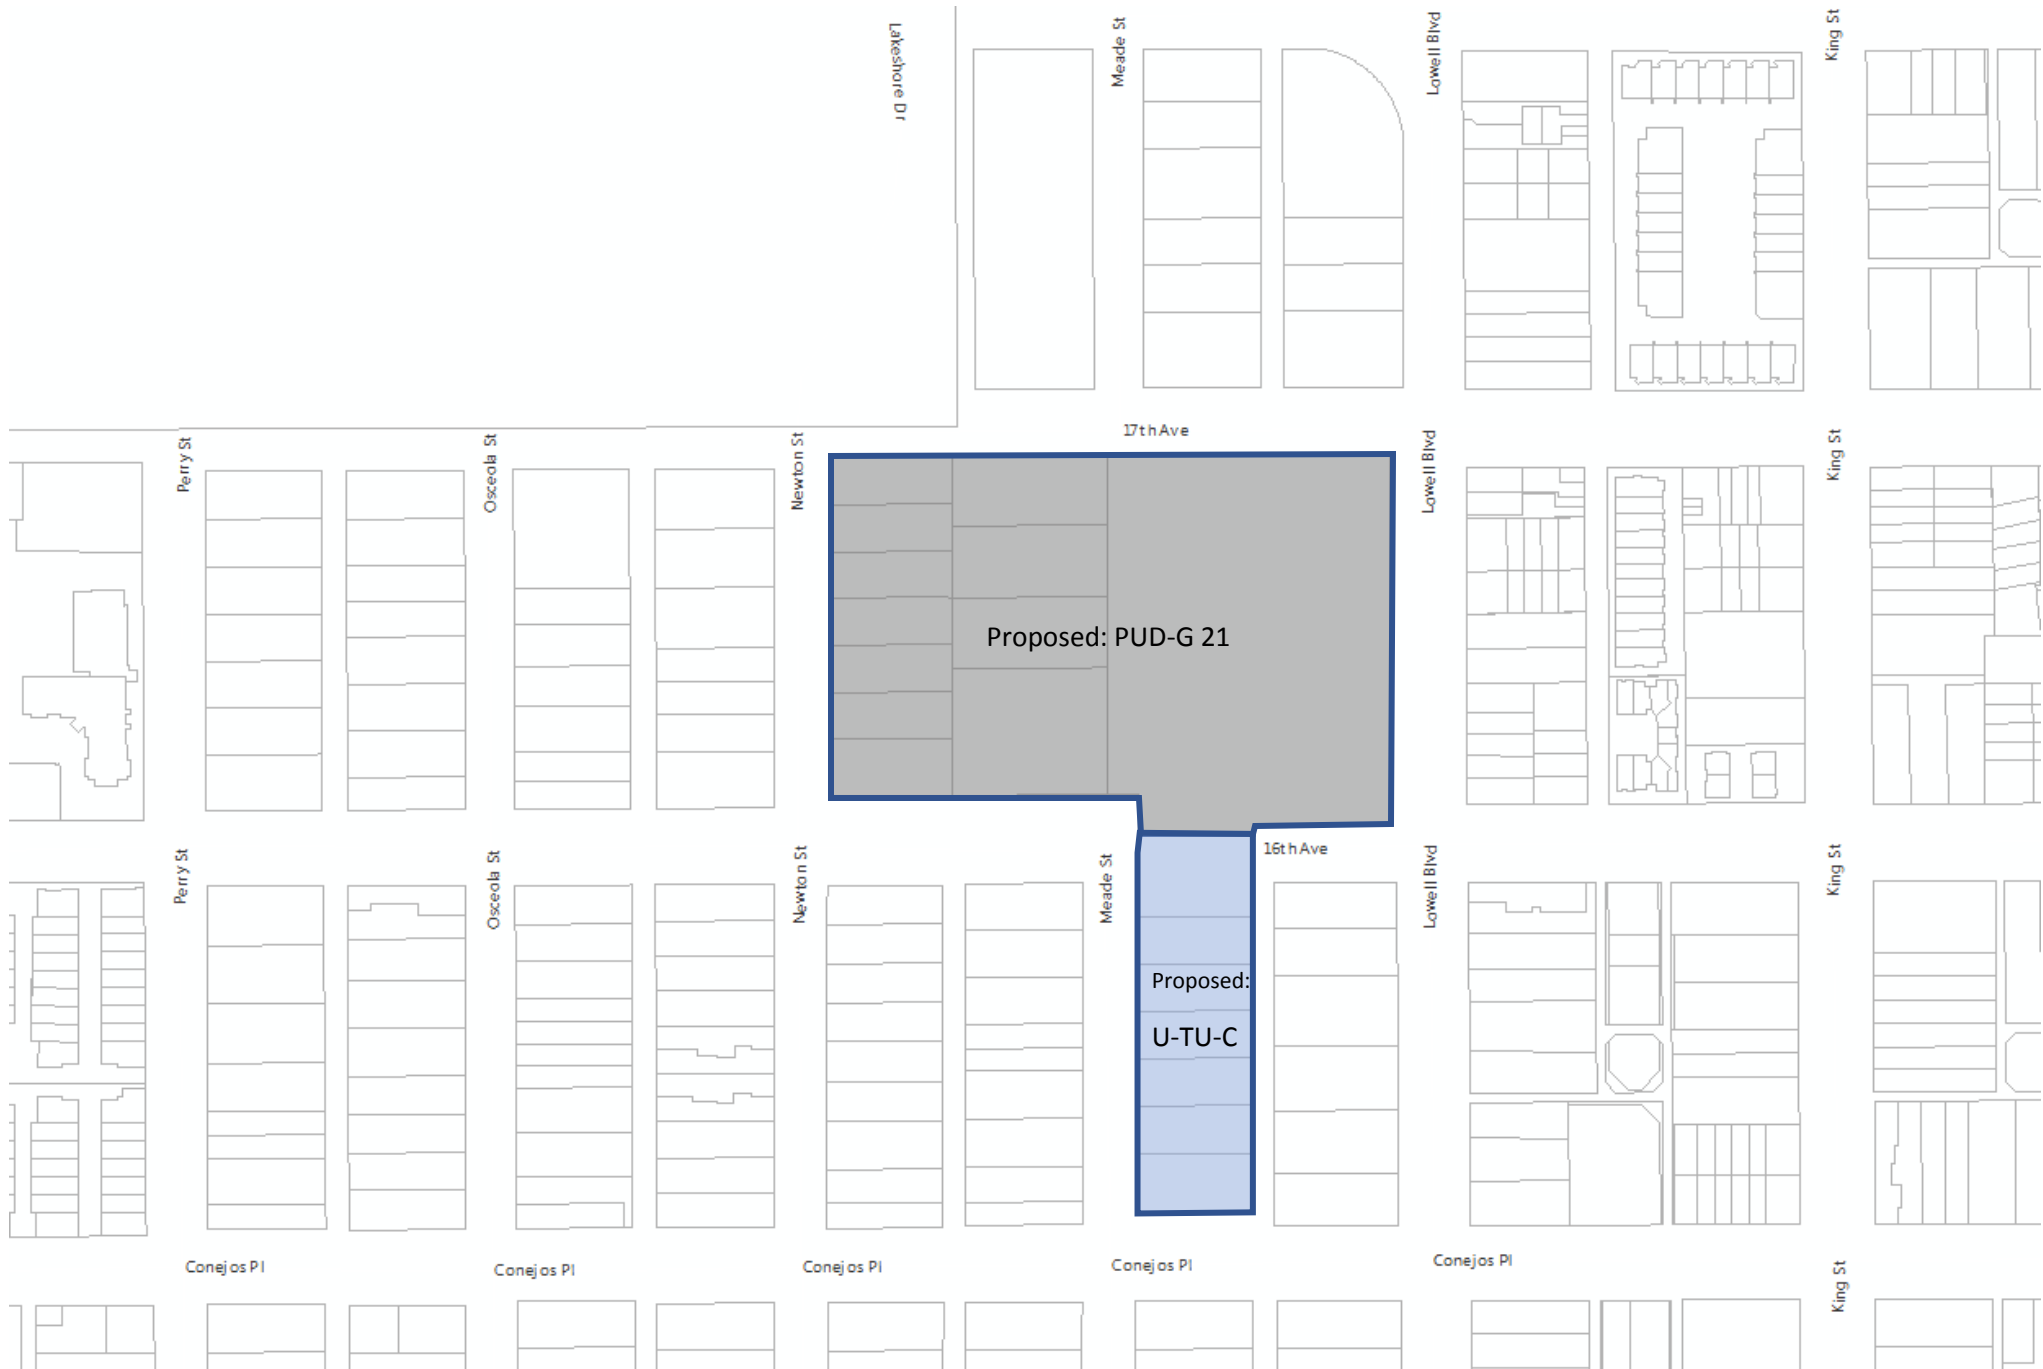 Lakeshore Dr
Meade St
Lowell Blvd
King St
17th Ave
Perry St
Osceola St
Newton St
Lowell Blvd
King St
Proposed: PUD-G 21
16th Ave
Perry St
Osceola St
Newton St
Meade St
Lowell Blvd
King St
Proposed:
U-TU-C
Conejos Pl
Conejos Pl
Conejos Pl
Conejos Pl
Conejos Pl
King St